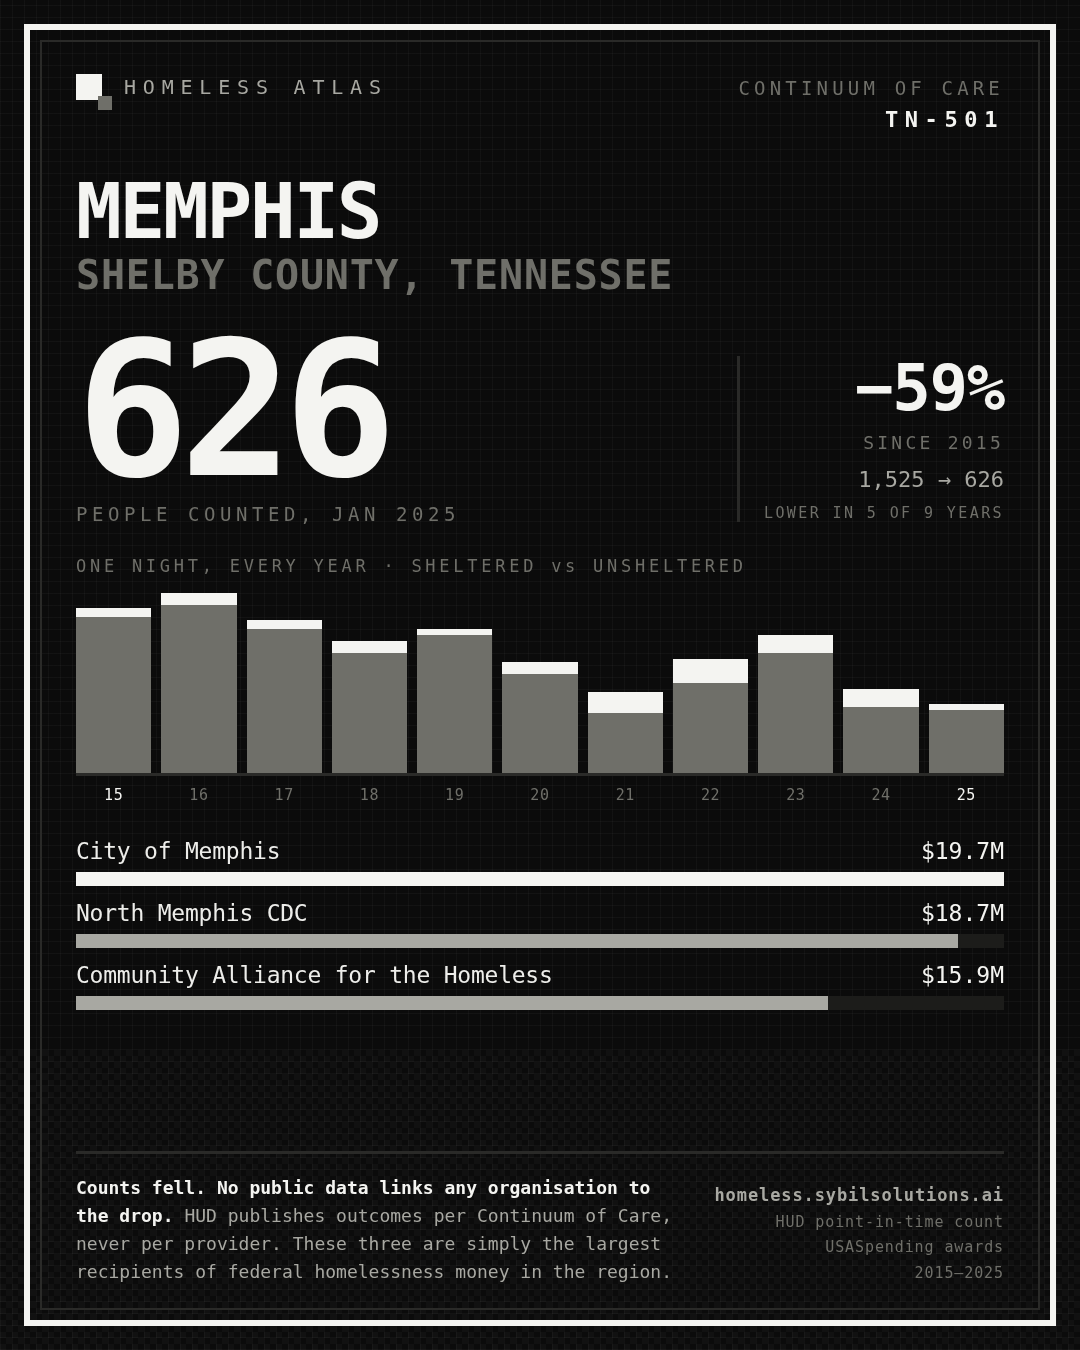 HOMELESS ATLAS
CONTINUUM OF CARE
TN-501
MEMPHIS
SHELBY COUNTY, TENNESSEE
626
PEOPLE COUNTED, JAN 2025
−59%
SINCE 2015
1,525 → 626
LOWER IN 5 OF 9 YEARS
ONE NIGHT, EVERY YEAR · SHELTERED vs UNSHELTERED
15 16 17 18 19 20 21 22 23 24 25
City of Memphis $19.7M
North Memphis CDC $18.7M
Community Alliance for the Homeless $15.9M
Counts fell. No public data links any organisation to
the drop. HUD publishes outcomes per Continuum of Care,
never per provider. These three are simply the largest
recipients of federal homelessness money in the region.
homeless.sybilsolutions.ai
HUD point-in-time count
USASpending awards
2015–2025